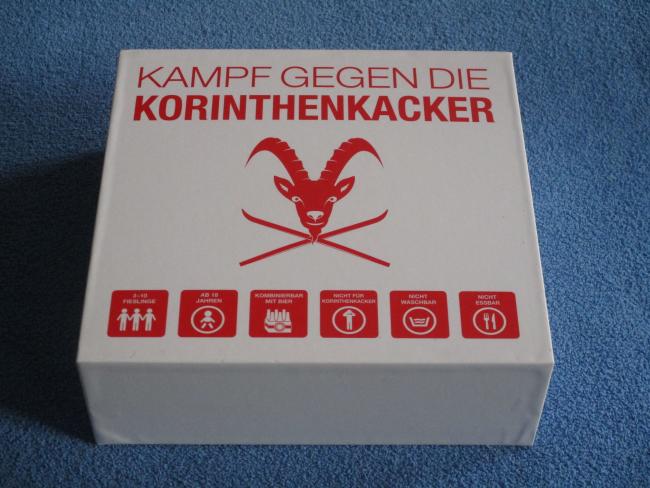 KAMPF GEGEN DIE
KORINTHENKACKER
3-10
FIESLINGE
AB 18
JAHREN
KOMBINIERBAR
MIT BIER
NICHT FÜR
KORINTHENKACKER
NICHT
WASCHBAR
NICHT
ESSBAR